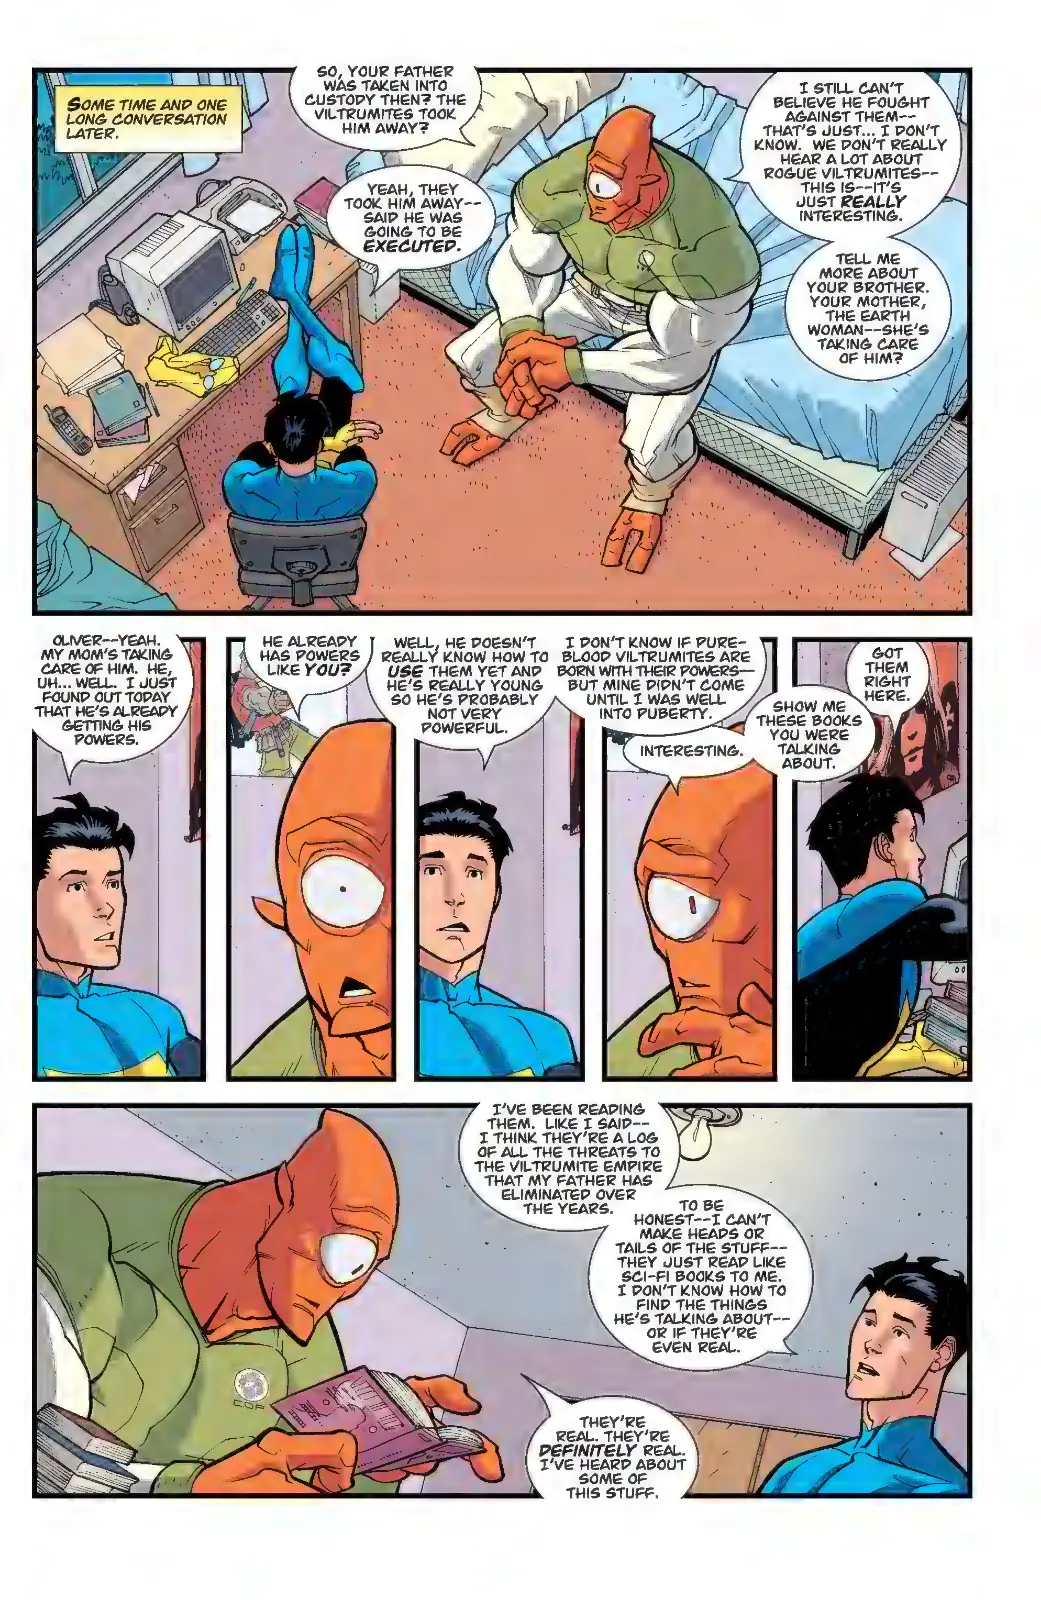 SOME TIME AND ONE
LONG CONVERSATION
LATER.
SO, YOUR FATHER
WAS TAKEN INTO
CUSTODY THEN? THE
VILTRUMITES TOOK
HIM AWAY?
YEAH, THEY
TOOK HIM AWAY--
SAID HE WAS
GOING TO BE
EXECUTED.
I STILL CAN'T
BELIEVE HE FOUGHT
AGAINST THEM--
THAT'S JUST... I DON'T
KNOW. WE DON'T REALLY
HEAR A LOT ABOUT
ROGUE VILTRUMITES--
THIS IS--IT'S
JUST REALLY
INTERESTING.
TELL ME
MORE ABOUT
YOUR BROTHER.
YOUR MOTHER,
THE EARTH
WOMAN--SHE'S
TAKING CARE
OF HIM?
OLIVER--YEAH.
MY MOM'S TAKING
CARE OF HIM. HE,
UH... WELL. I JUST
FOUND OUT TODAY
THAT HE'S ALREADY
GETTING HIS
POWERS.
HE ALREADY
HAS POWERS
LIKE YOU?
WELL, HE DOESN'T
REALLY KNOW HOW TO
USE THEM YET AND
HE'S REALLY YOUNG
SO HE'S PROBABLY
NOT VERY
POWERFUL.
I DON'T KNOW IF PURE-
BLOOD VILTRUMITES ARE
BORN WITH THEIR POWERS--
BUT MINE DIDN'T COME
UNTIL I WAS WELL
INTO PUBERTY.
INTERESTING.
SHOW ME
THESE BOOKS
YOU WERE
TALKING
ABOUT.
GOT
THEM
RIGHT
HERE.
I'VE BEEN READING
THEM. LIKE I SAID--
I THINK THEY'RE A LOG
OF ALL THE THREATS TO
THE VILTRUMITE EMPIRE
THAT MY FATHER HAS
ELIMINATED OVER
THE YEARS.
TO BE
HONEST--I CAN'T
MAKE HEADS OR
TAILS OF THE STUFF--
THEY JUST READ LIKE
SCI-FI BOOKS TO ME.
I DON'T KNOW HOW TO
FIND THE THINGS
HE'S TALKING ABOUT--
OR IF THEY'RE
EVEN REAL.
THEY'RE
REAL. THEY'RE
DEFINITELY REAL.
I'VE HEARD ABOUT
SOME OF
THIS STUFF.